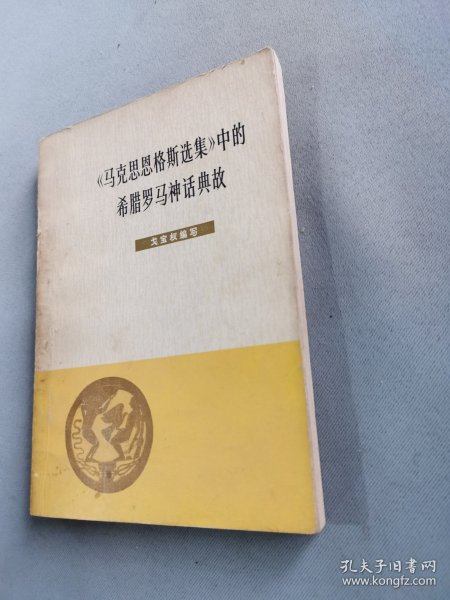 《马克思恩格斯选集》中的
希腊罗马神话典故
戈宝权编写
孔夫子旧书网
www.kongfz.com